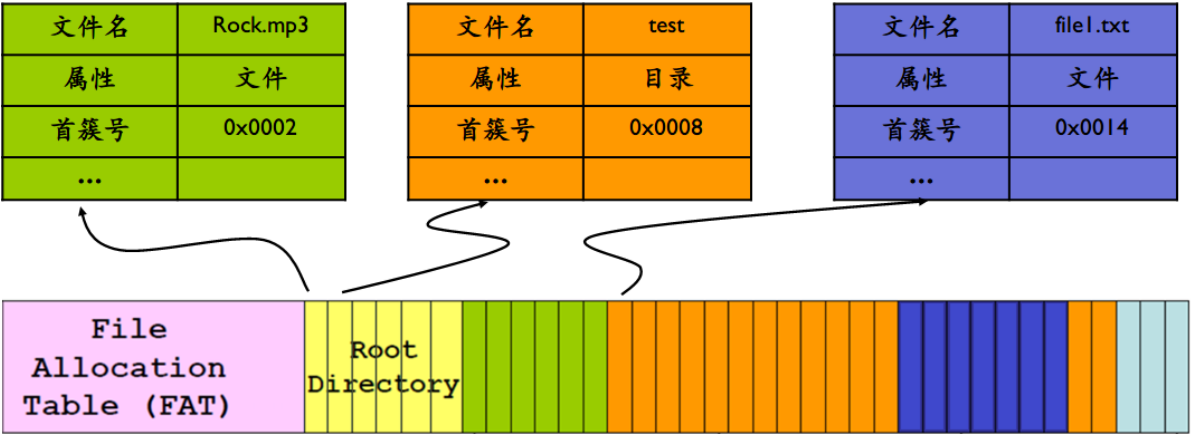 文件名 Rock.mp3
属性 文件
首簇号 0x0002
...
文件名 test
属性 目录
首簇号 0x0008
...
文件名 file1.txt
属性 文件
首簇号 0x0014
...
File
Allocation
Table (FAT)
Root
Directory